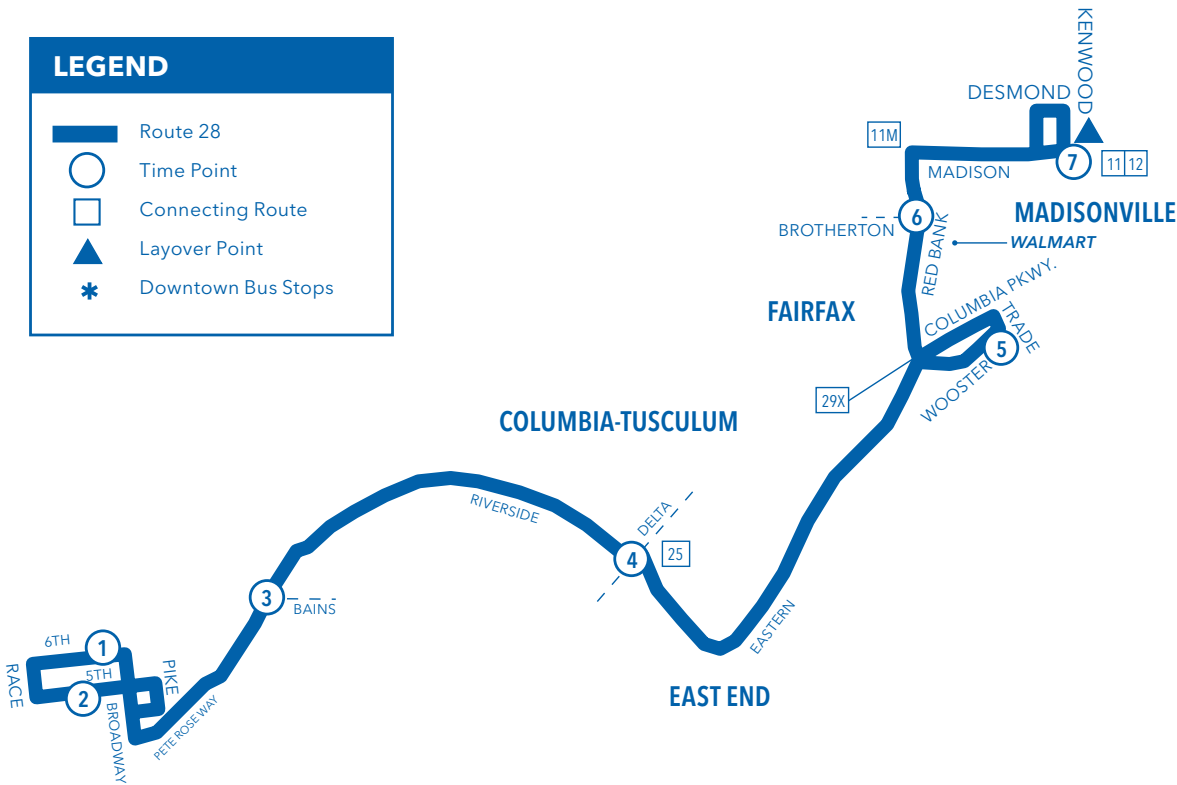 LEGEND
Route 28
Time Point
Connecting Route
Layover Point
Downtown Bus Stops
KENWOOD
DESMOND
11M
7
11 12
MADISON
MADISONVILLE
6
BROTHERTON
RED BANK
WALMART
COLUMBIA PKWY.
FAIRFAX
TRADE
5
WOOSTER
29X
COLUMBIA-TUSCULUM
RIVERSIDE
DELTA
4
25
3
BAINS
EASTERN
6TH
1
RACE
5TH
PIKE
2
BROADWAY
PETE ROSE WAY
EAST END